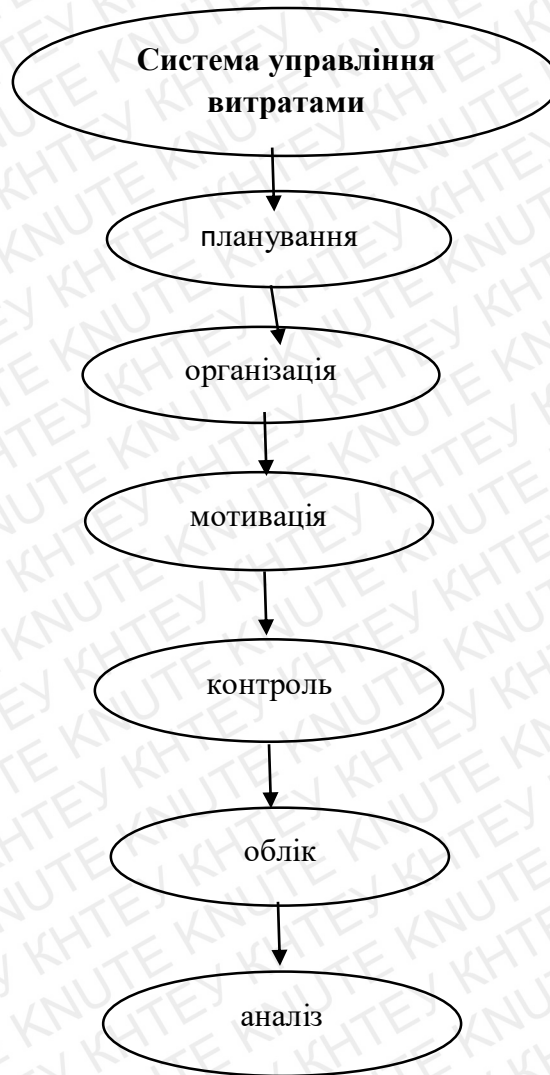 Система управління
витратами
планування
організація
мотивація
контроль
облік
аналіз